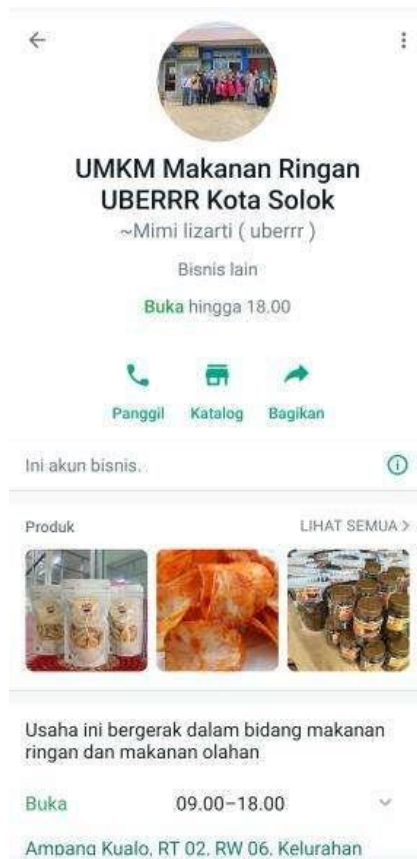 UMKM Makanan Ringan
UBERRR Kota Solok
~Mimi lizarti ( uberrr )
Bisnis lain
Buka hingga 18.00
Panggil Katalog Bagikan
Ini akun bisnis.
Produk LIHAT SEMUA >
Usaha ini bergerak dalam bidang makanan
ringan dan makanan olahan
Buka 09.00–18.00
Ampang Kualo, RT 02, RW 06, Kelurahan